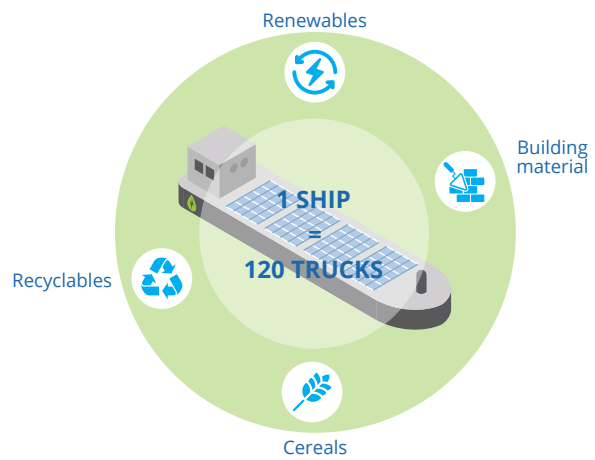 Renewables
Building
material
1 SHIP
=
120 TRUCKS
Recyclables
Cereals